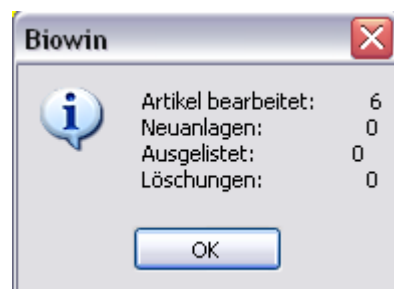 Biowin
Artikel bearbeitet: 6
Neuanlagen: 0
Ausgelistet: 0
Löschungen: 0
OK